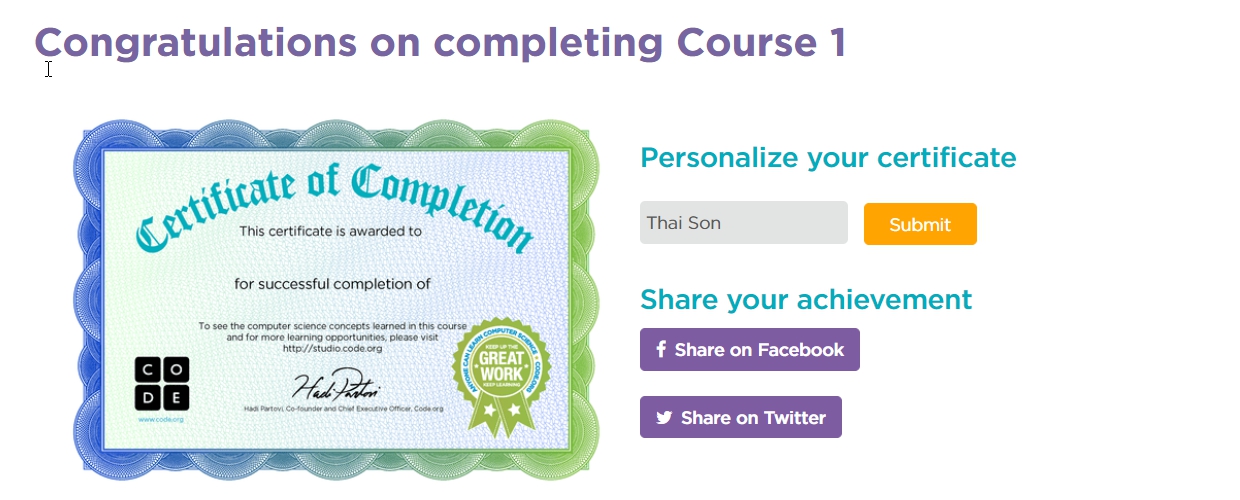 Congratulations on completing Course 1
Certificate of Completion
This certificate is awarded to
for successful completion of
To see the computer science concepts learned in this course
and for more learning opportunities, please visit
http://studio.code.org
C O
D E
www.code.org
Hadi Partovi
Hadi Partovi, Co-founder and Chief Executive Officer, Code.org
ANYONE CAN LEARN COMPUTER SCIENCE • CODE.ORG
KEEP UP THE
GREAT
WORK
KEEP LEARNING
Personalize your certificate
Thai Son
Submit
Share your achievement
Share on Facebook
Share on Twitter